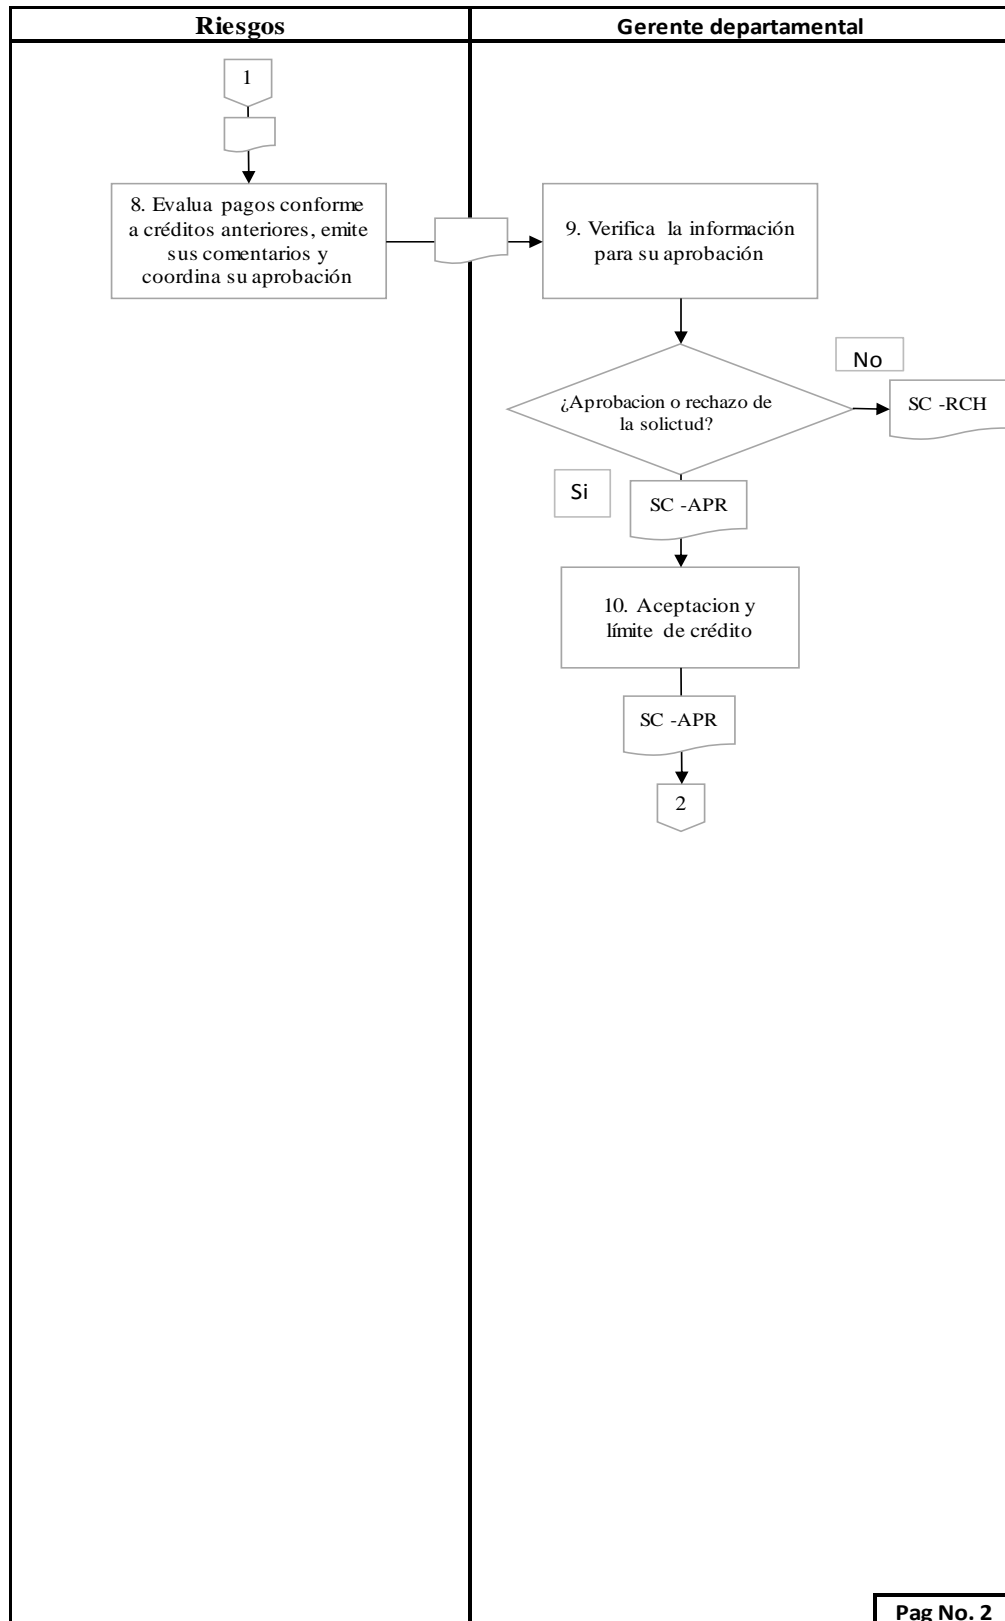 Riesgos
Gerente departamental
1
8. Evalua pagos conforme
a créditos anteriores, emite
sus comentarios y
coordina su aprobación
9. Verifica la información
para su aprobación
¿Aprobacion o rechazo de
la solictud?
No
SC -RCH
Si
SC -APR
10. Aceptacion y
límite de crédito
SC -APR
2
Pag No. 2